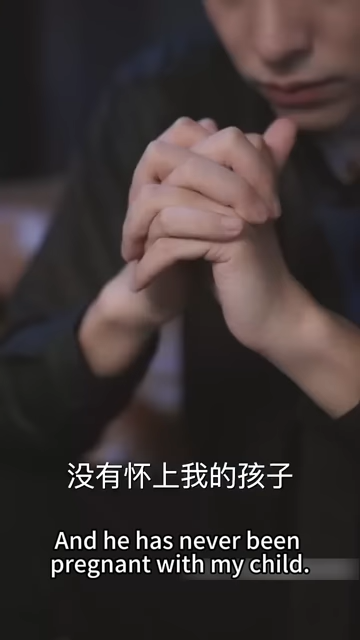 没有怀上我的孩子
And he has never been
pregnant with my child.